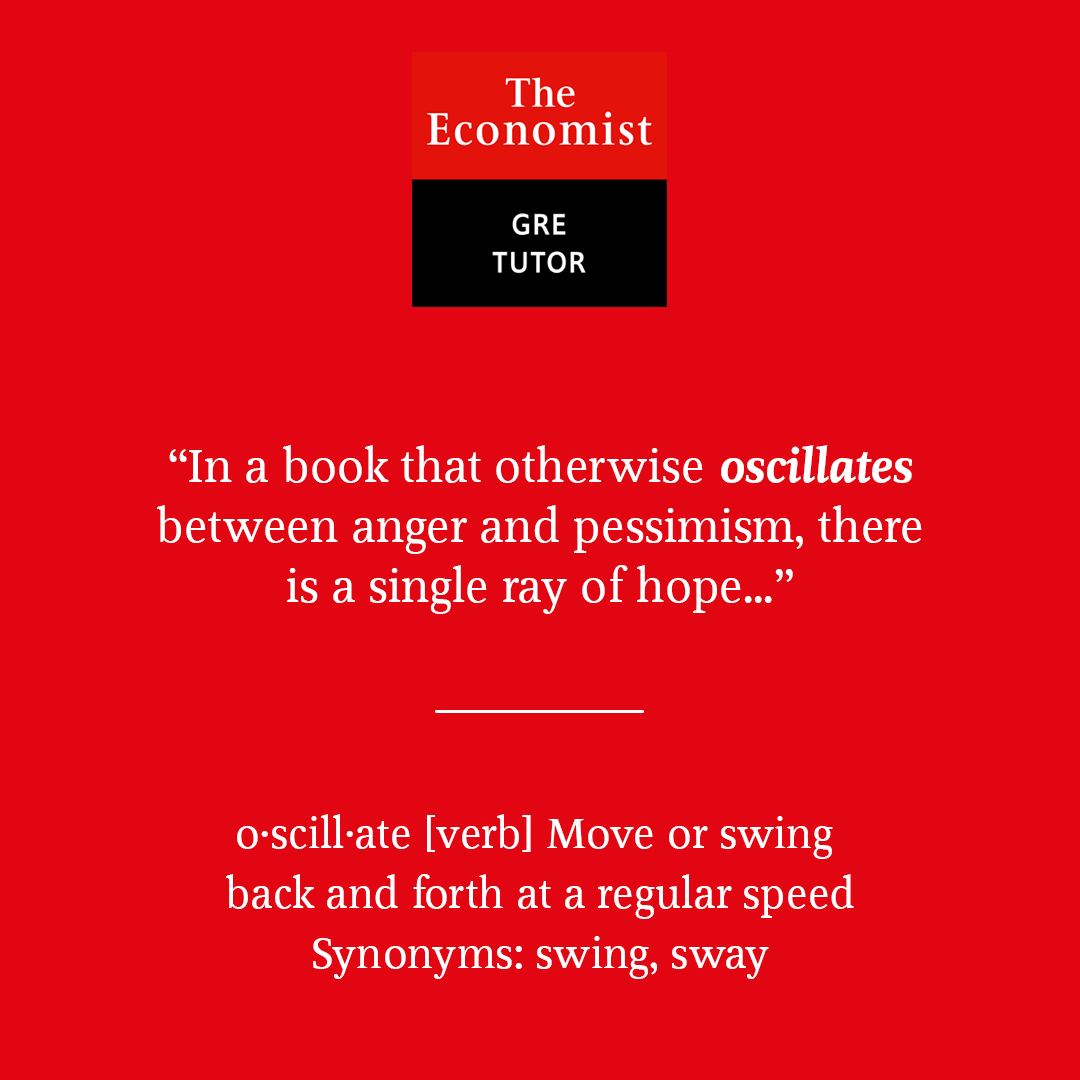 The
Economist
GRE
TUTOR
“In a book that otherwise oscillates
between anger and pessimism, there
is a single ray of hope...”
o·scill·ate [verb] Move or swing
back and forth at a regular speed
Synonyms: swing, sway